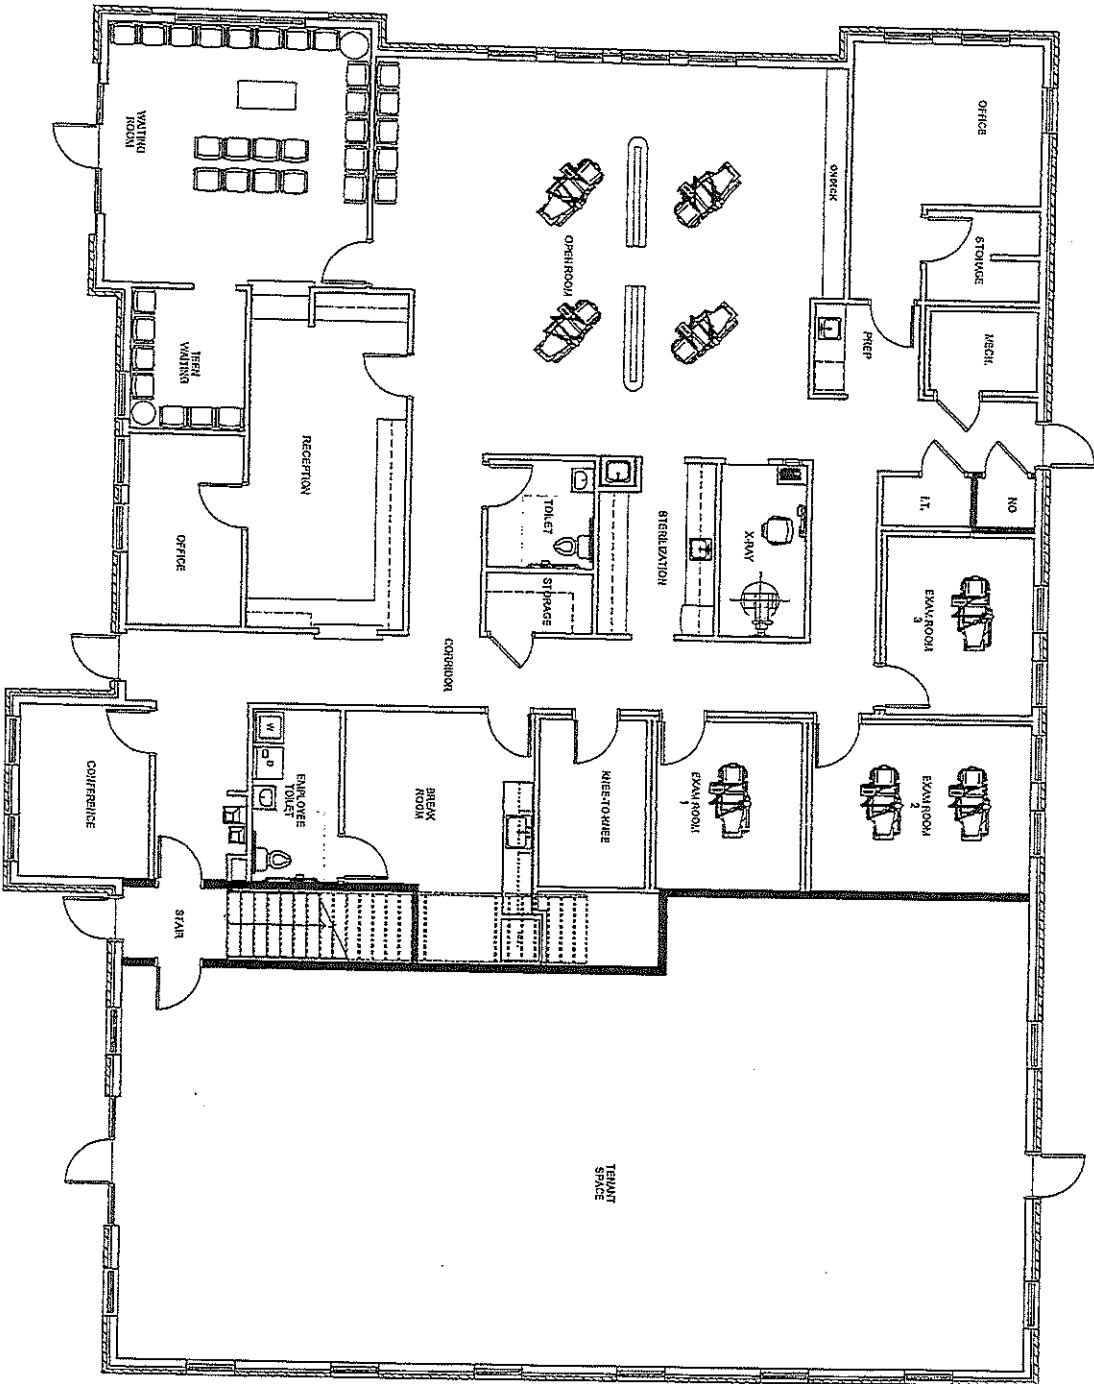 OFFICE
STORAGE
MECH.
NO
I.T.
EXAM ROOM
3
EXAM ROOM
2
ONDECK
PREP
X-RAY
EXAM ROOM
1
STERILIZATION
KNEE-TO-KNEE
TENANT
SPACE
OPEN ROOM
TOILET
STORAGE
CORRIDOR
BREAK
ROOM
RECEPTION
EMPLOYEE
TOILET
W
D
TEEN
WAITING
OFFICE
STAIR
WAITING
ROOM
CONFERENCE